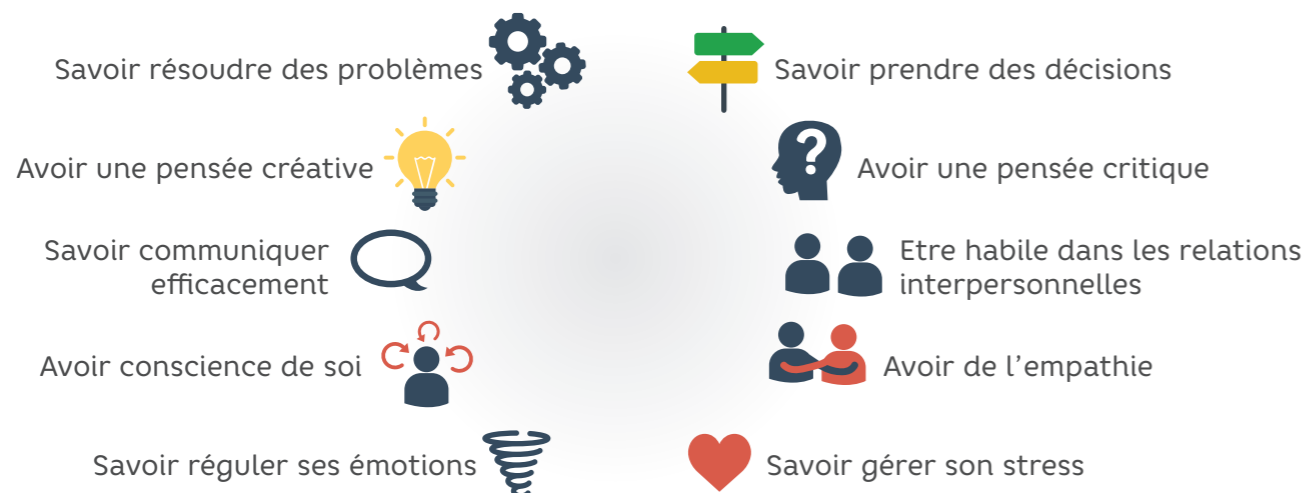 Savoir résoudre des problèmes
Savoir prendre des décisions
Avoir une pensée créative
?
Avoir une pensée critique
Savoir communiquer
efficacement
Etre habile dans les relations
interpersonnelles
Avoir conscience de soi
Avoir de l’empathie
Savoir réguler ses émotions
Savoir gérer son stress